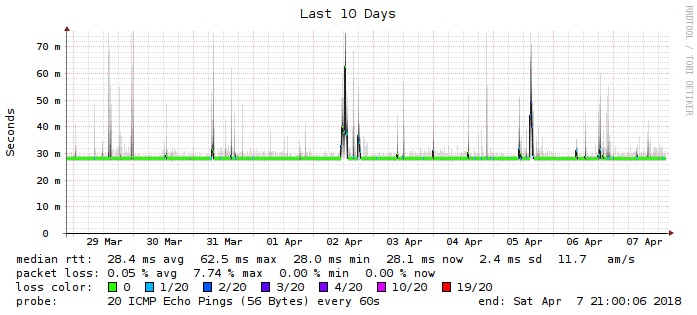 Last 10 Days
RRDTOOL / TOBI OETIKER
Seconds
70 m
60 m
50 m
40 m
30 m
20 m
10 m
0
29 Mar 30 Mar 31 Mar 01 Apr 02 Apr 03 Apr 04 Apr 05 Apr 06 Apr 07 Apr
median rtt: 28.4 ms avg 62.5 ms max 28.0 ms min 28.1 ms now 2.4 ms sd 11.7 am/s
packet loss: 0.05 % avg 7.74 % max 0.00 % min 0.00 % now
loss color: 0 1/20 2/20 3/20 4/20 10/20 19/20
probe: 20 ICMP Echo Pings (56 Bytes) every 60s end: Sat Apr 7 21:00:06 2018